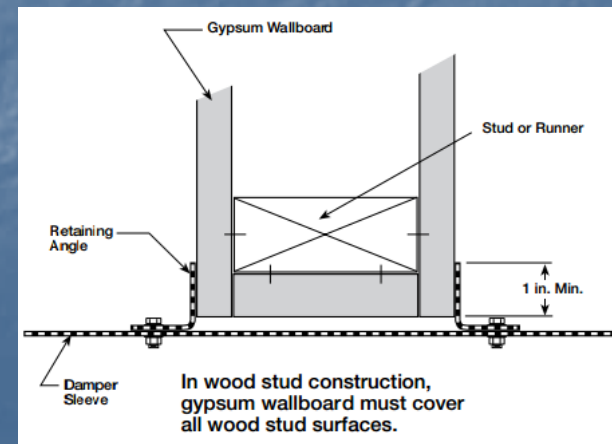 Gypsum Wallboard
Stud or Runner
Retaining
Angle
1 in. Min.
Damper
Sleeve
In wood stud construction,
gypsum wallboard must cover
all wood stud surfaces.